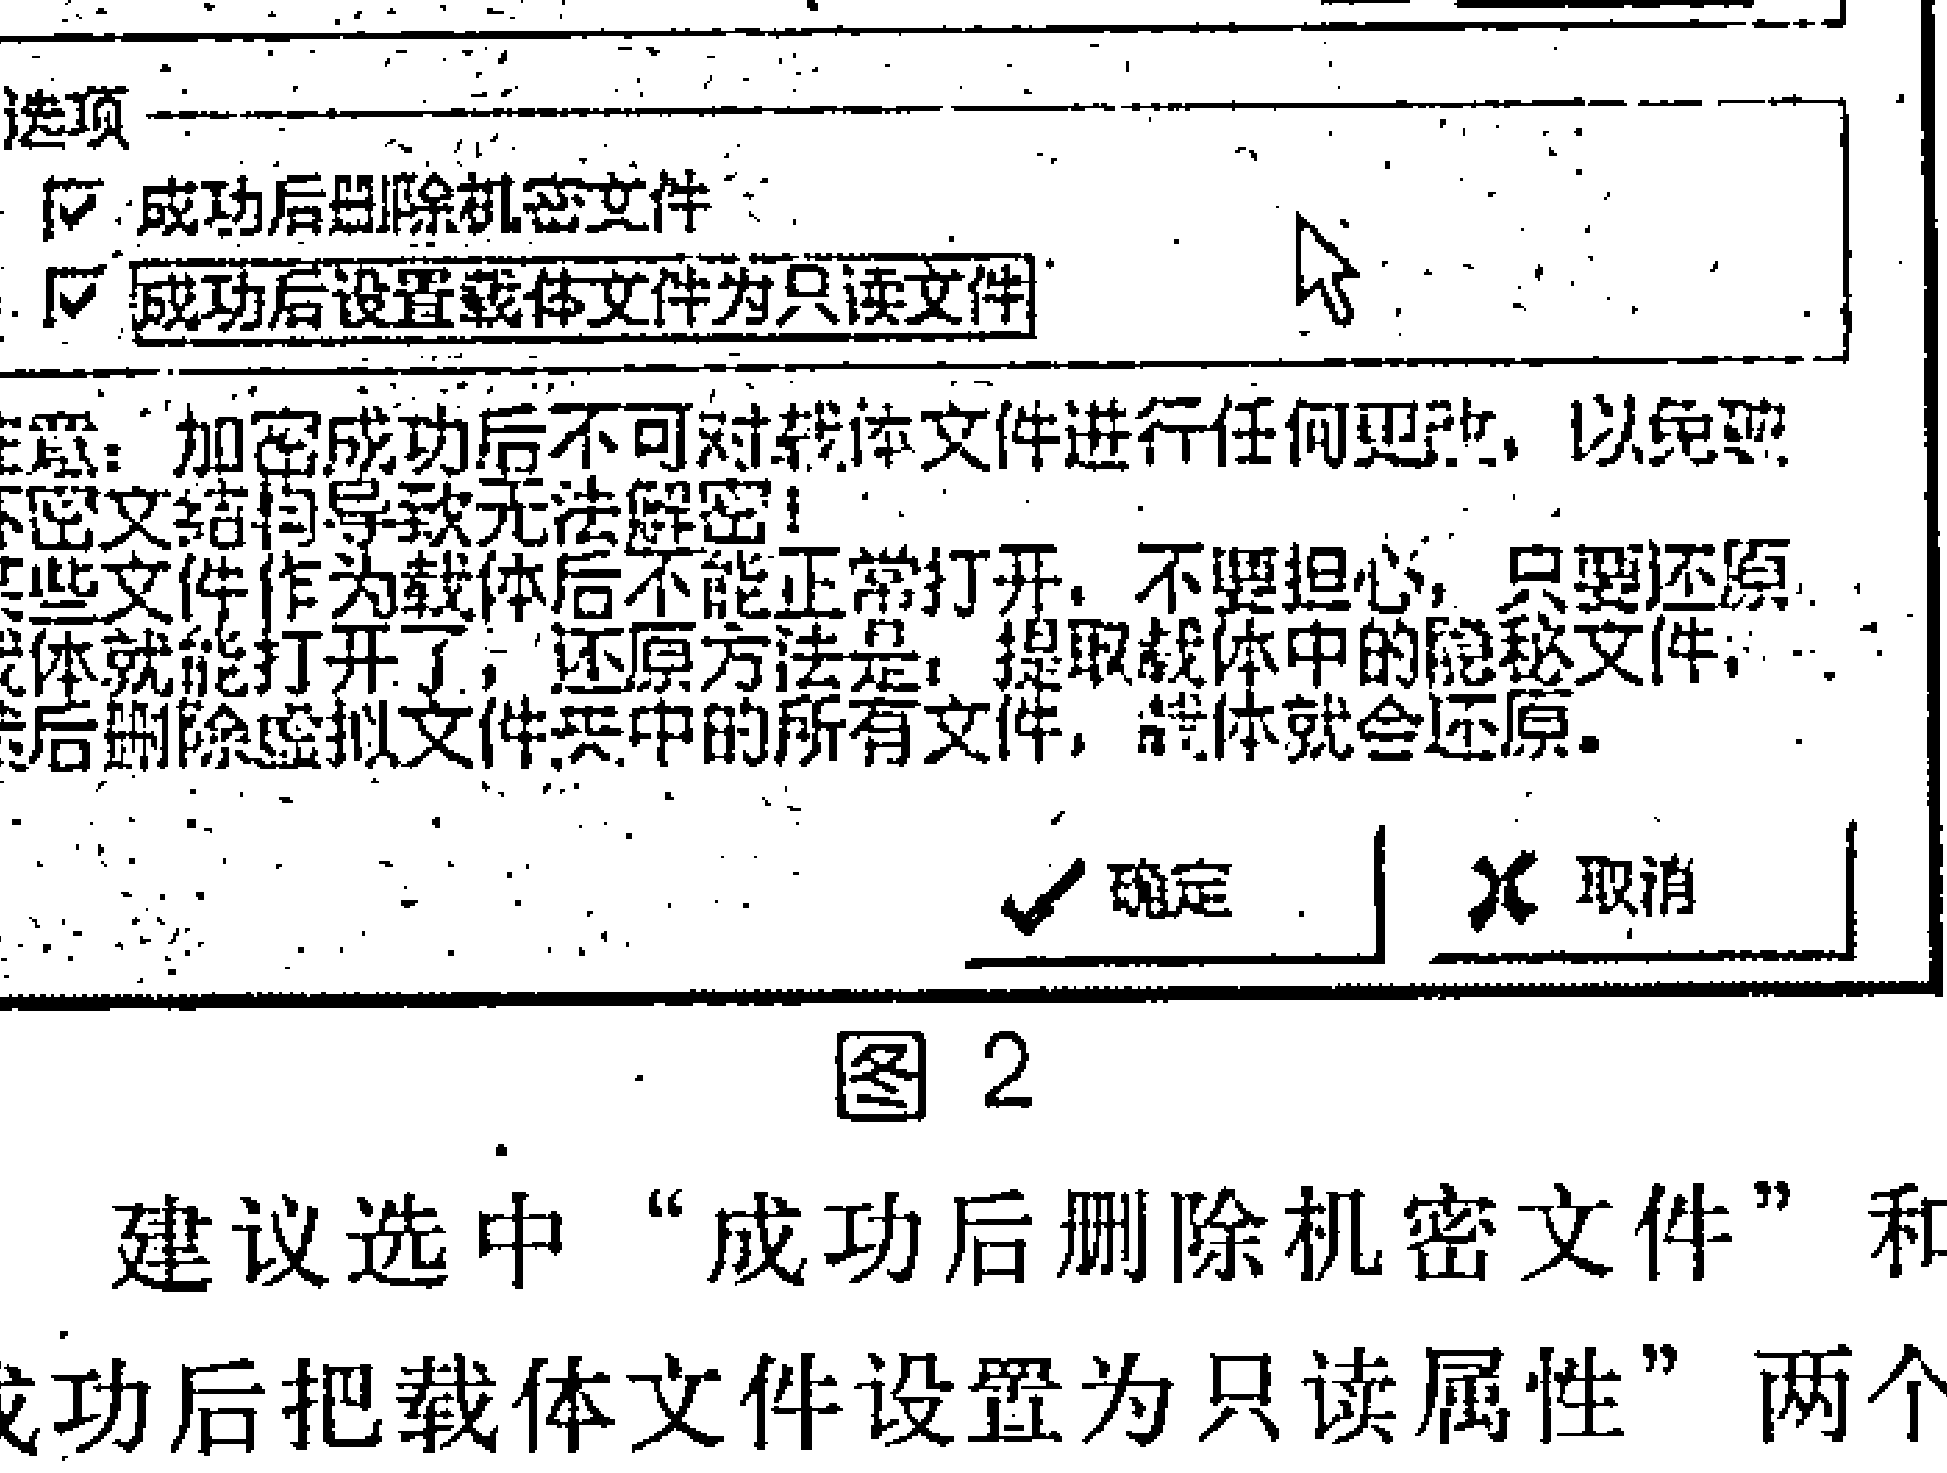 选项
成功后删除机密文件
成功后设置载体文件为只读文件
注意：加密成功后不可对载体文件进行任何更改，以免破
坏密文结构导致无法解密！
某些文件作为载体后不能正常打开，不要担心，只要还原
载体就能打开了，还原方法是：提取载体中的隐秘文件，
然后删除虚拟文件夹中的所有文件，载体就会还原。
确定 取消
图 2
建议选中“成功后删除机密文件”和
成功后把载体文件设置为只读属性”两个